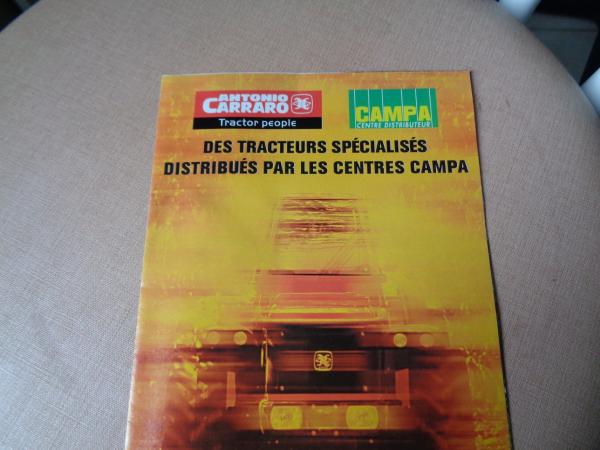 ANTONIO
CARRARO
Tractor people
CAMPA
CENTRE DISTRIBUTEUR
DES TRACTEURS SPÉCIALISÉS
DISTRIBUÉS PAR LES CENTRES CAMPA